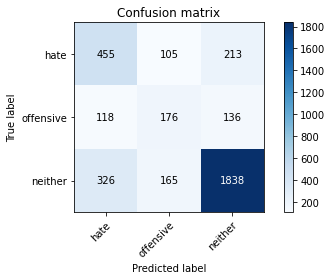 Confusion matrix
hate 455 105 213
offensive 118 176 136
neither 326 165 1838
hate offensive neither
True label
Predicted label
1800
1600
1400
1200
1000
800
600
400
200